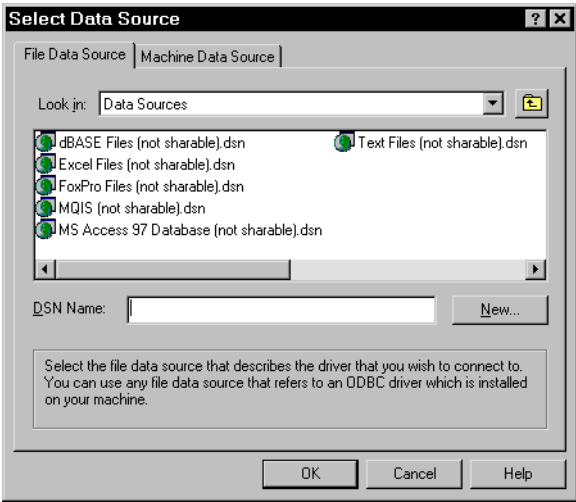 Select Data Source
File Data Source Machine Data Source
Look in: Data Sources
dBASE Files (not sharable).dsn Text Files (not sharable).dsn
Excel Files (not sharable).dsn
FoxPro Files (not sharable).dsn
MQIS (not sharable).dsn
MS Access 97 Database (not sharable).dsn
DSN Name: New...
Select the file data source that describes the driver that you wish to connect to.
You can use any file data source that refers to an ODBC driver which is installed
on your machine.
OK Cancel Help